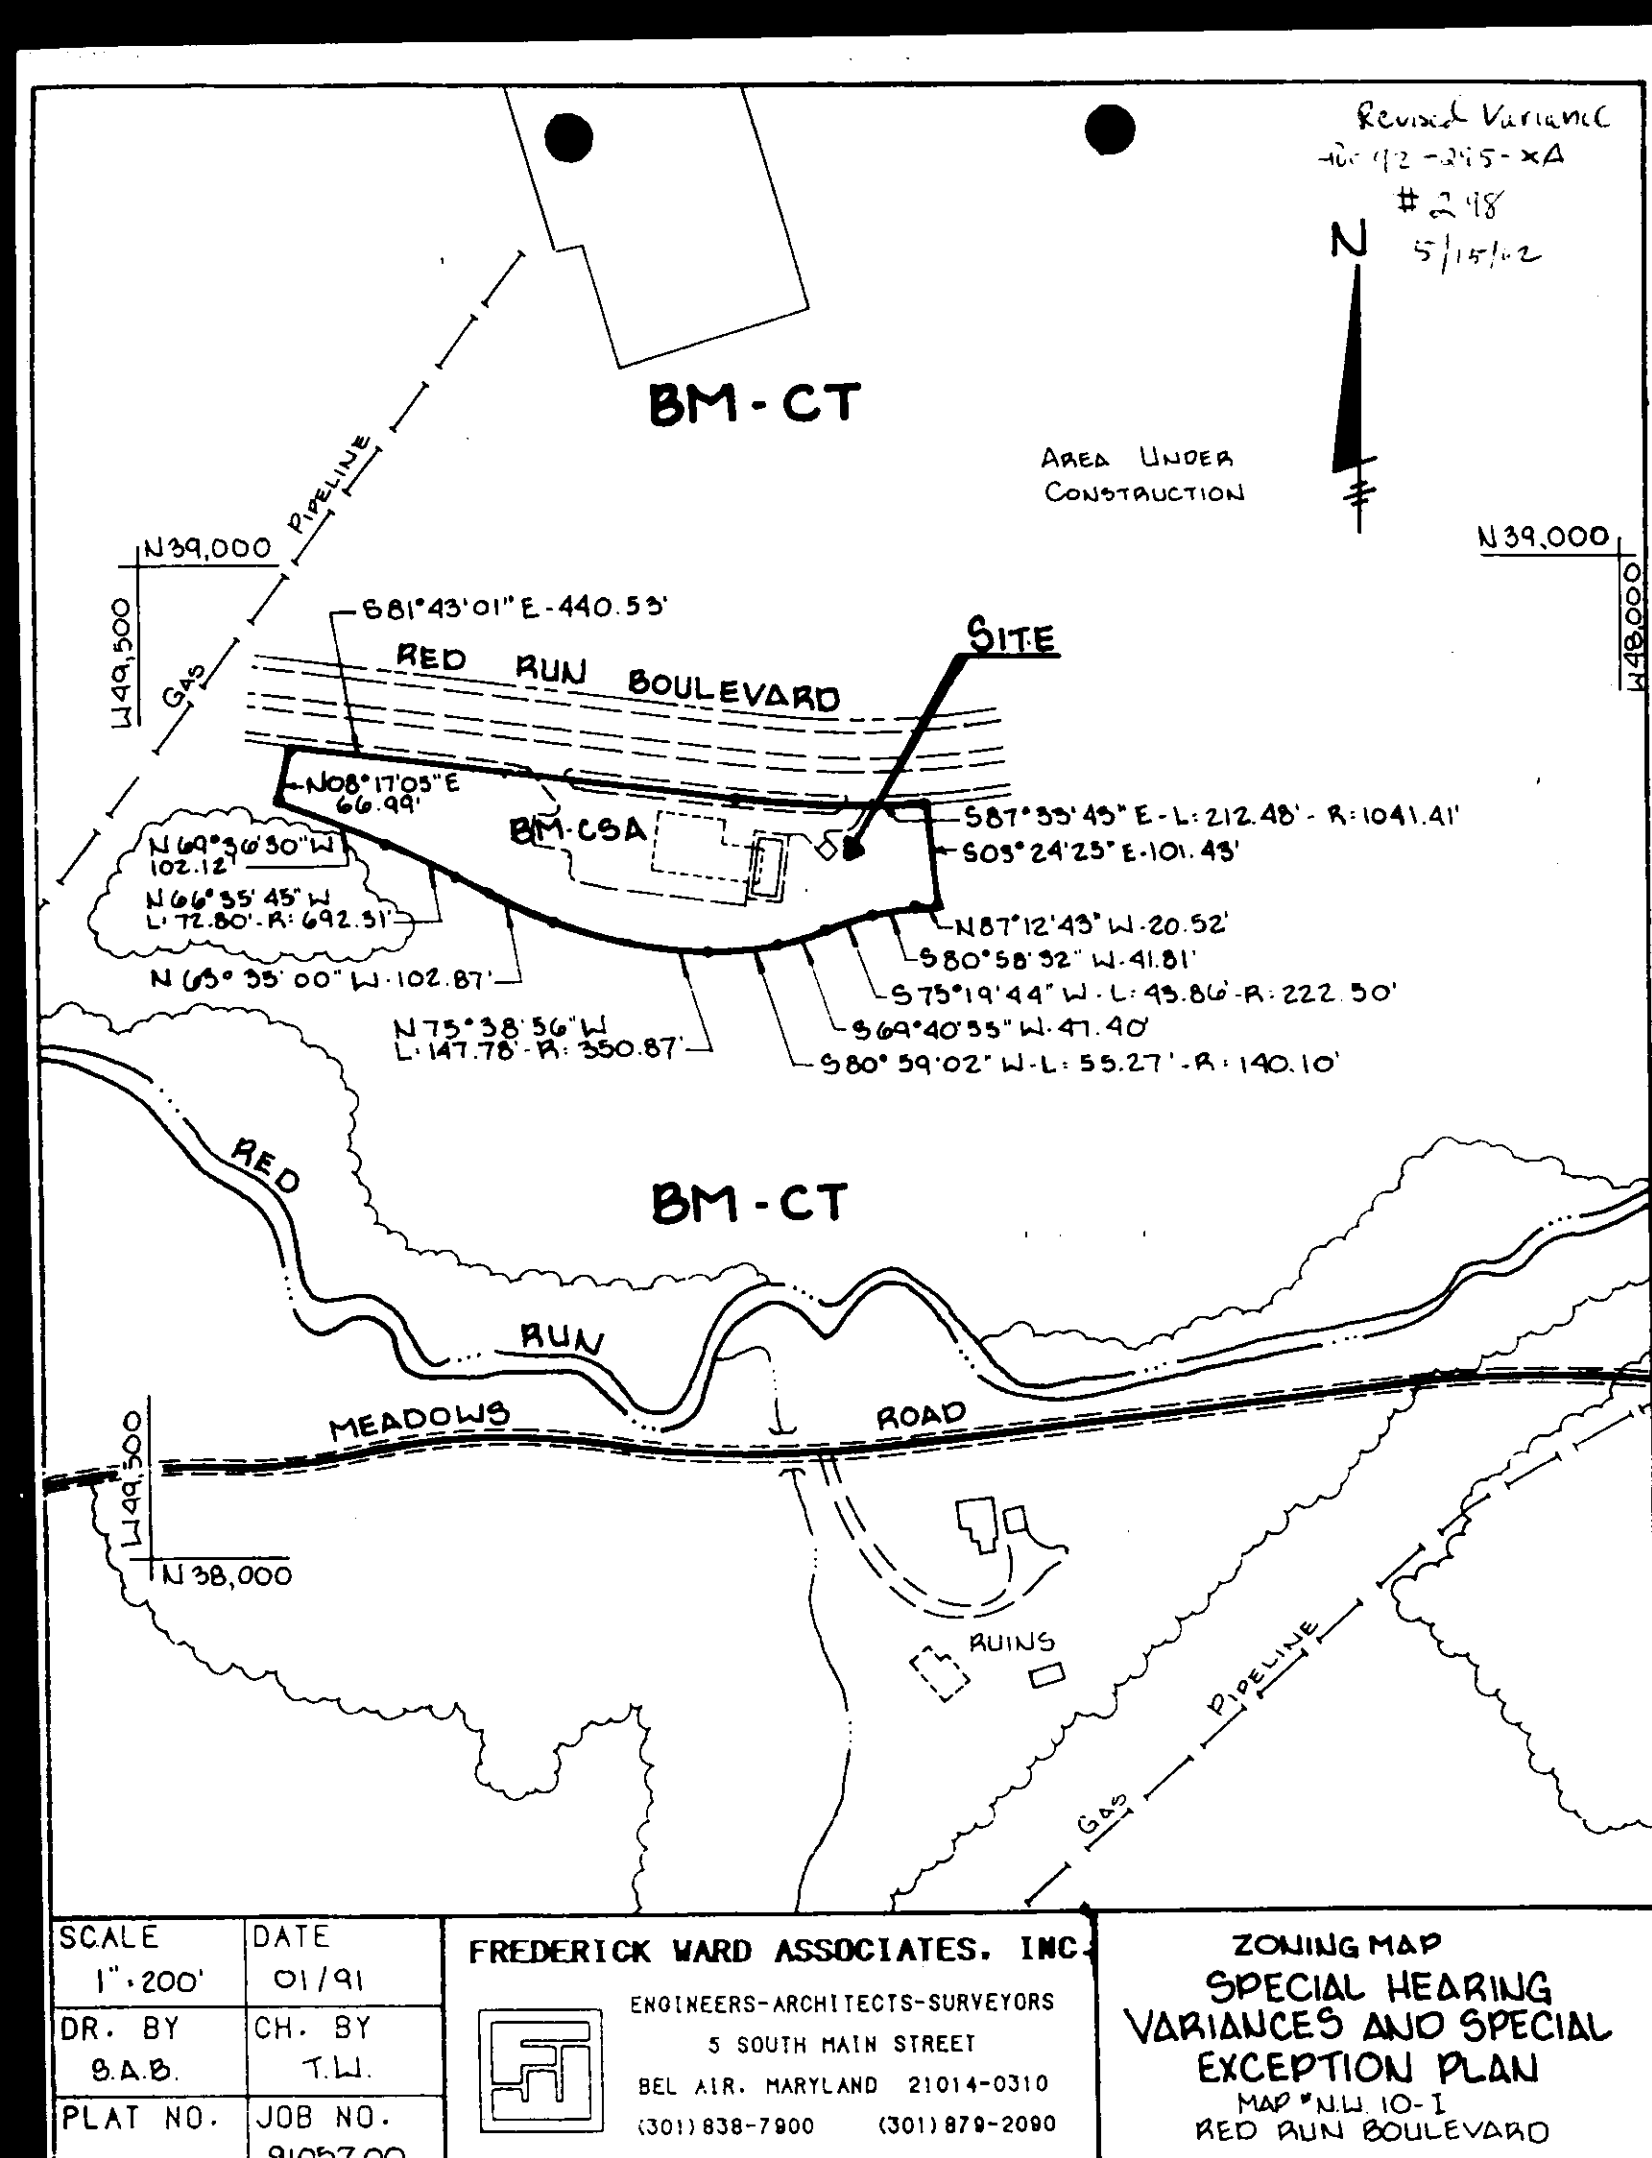 Revised Variance
# 298
N
BM-CT
AREA UNDER
CONSTRUCTION
PIPELINE
GAS
N39,000
W49,500
N39,000
W48,000
S81°43'01"E-440.53'
SITE
RED RUN BOULEVARD
N08°17'05"E
66.99'
BM-CSA
S87°33'43"E-L:212.48'-R:1041.41'
S03°24'23"E-101.43'
N69°36'30"W
102.12'
N66°35'45"W
L:72.80'-R:692.31'
N63°35'00"W-102.87'
N87°12'43"W-20.52'
S80°58'32"W-41.81'
S75°19'44"W-L:43.86'-R:222.50'
N75°38'56"W
L:147.78'-R:350.87'
S69°40'55"W-47.40'
S80°59'02"W-L:55.27'-R:140.10'
RED
RUN
BM-CT
MEADOWS ROAD
W49,500
N38,000
RUINS
PIPELINE
GAS
SCALE
1"=200'
DATE
01/91
DR. BY
S.A.B.
CH. BY
T.W.
PLAT NO.
JOB NO.
FREDERICK WARD ASSOCIATES, INC.
ENGINEERS-ARCHITECTS-SURVEYORS
5 SOUTH MAIN STREET
BEL AIR, MARYLAND 21014-0310
(301)838-7900 (301)879-2090
ZONING MAP
SPECIAL HEARING
VARIANCES AND SPECIAL
EXCEPTION PLAN
MAP #N.W. 10-I
RED RUN BOULEVARD